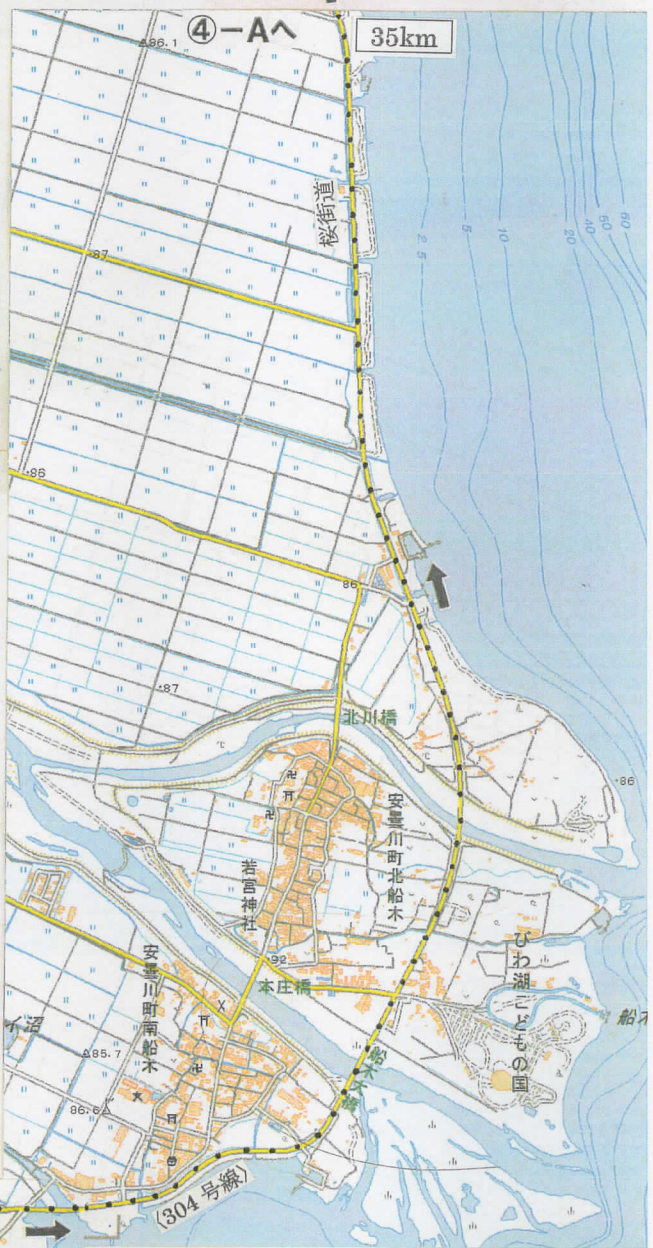 ④－Aへ
35km
86.1
桜街道
2.5
5
10
20
40
60
60
87
86
86
87
北川橋
86
安曇川町北船木
若宮神社
92
本庄橋
びわ湖こどもの国
安曇川町南船木
船木大橋
85.7
86.6
(304号線)